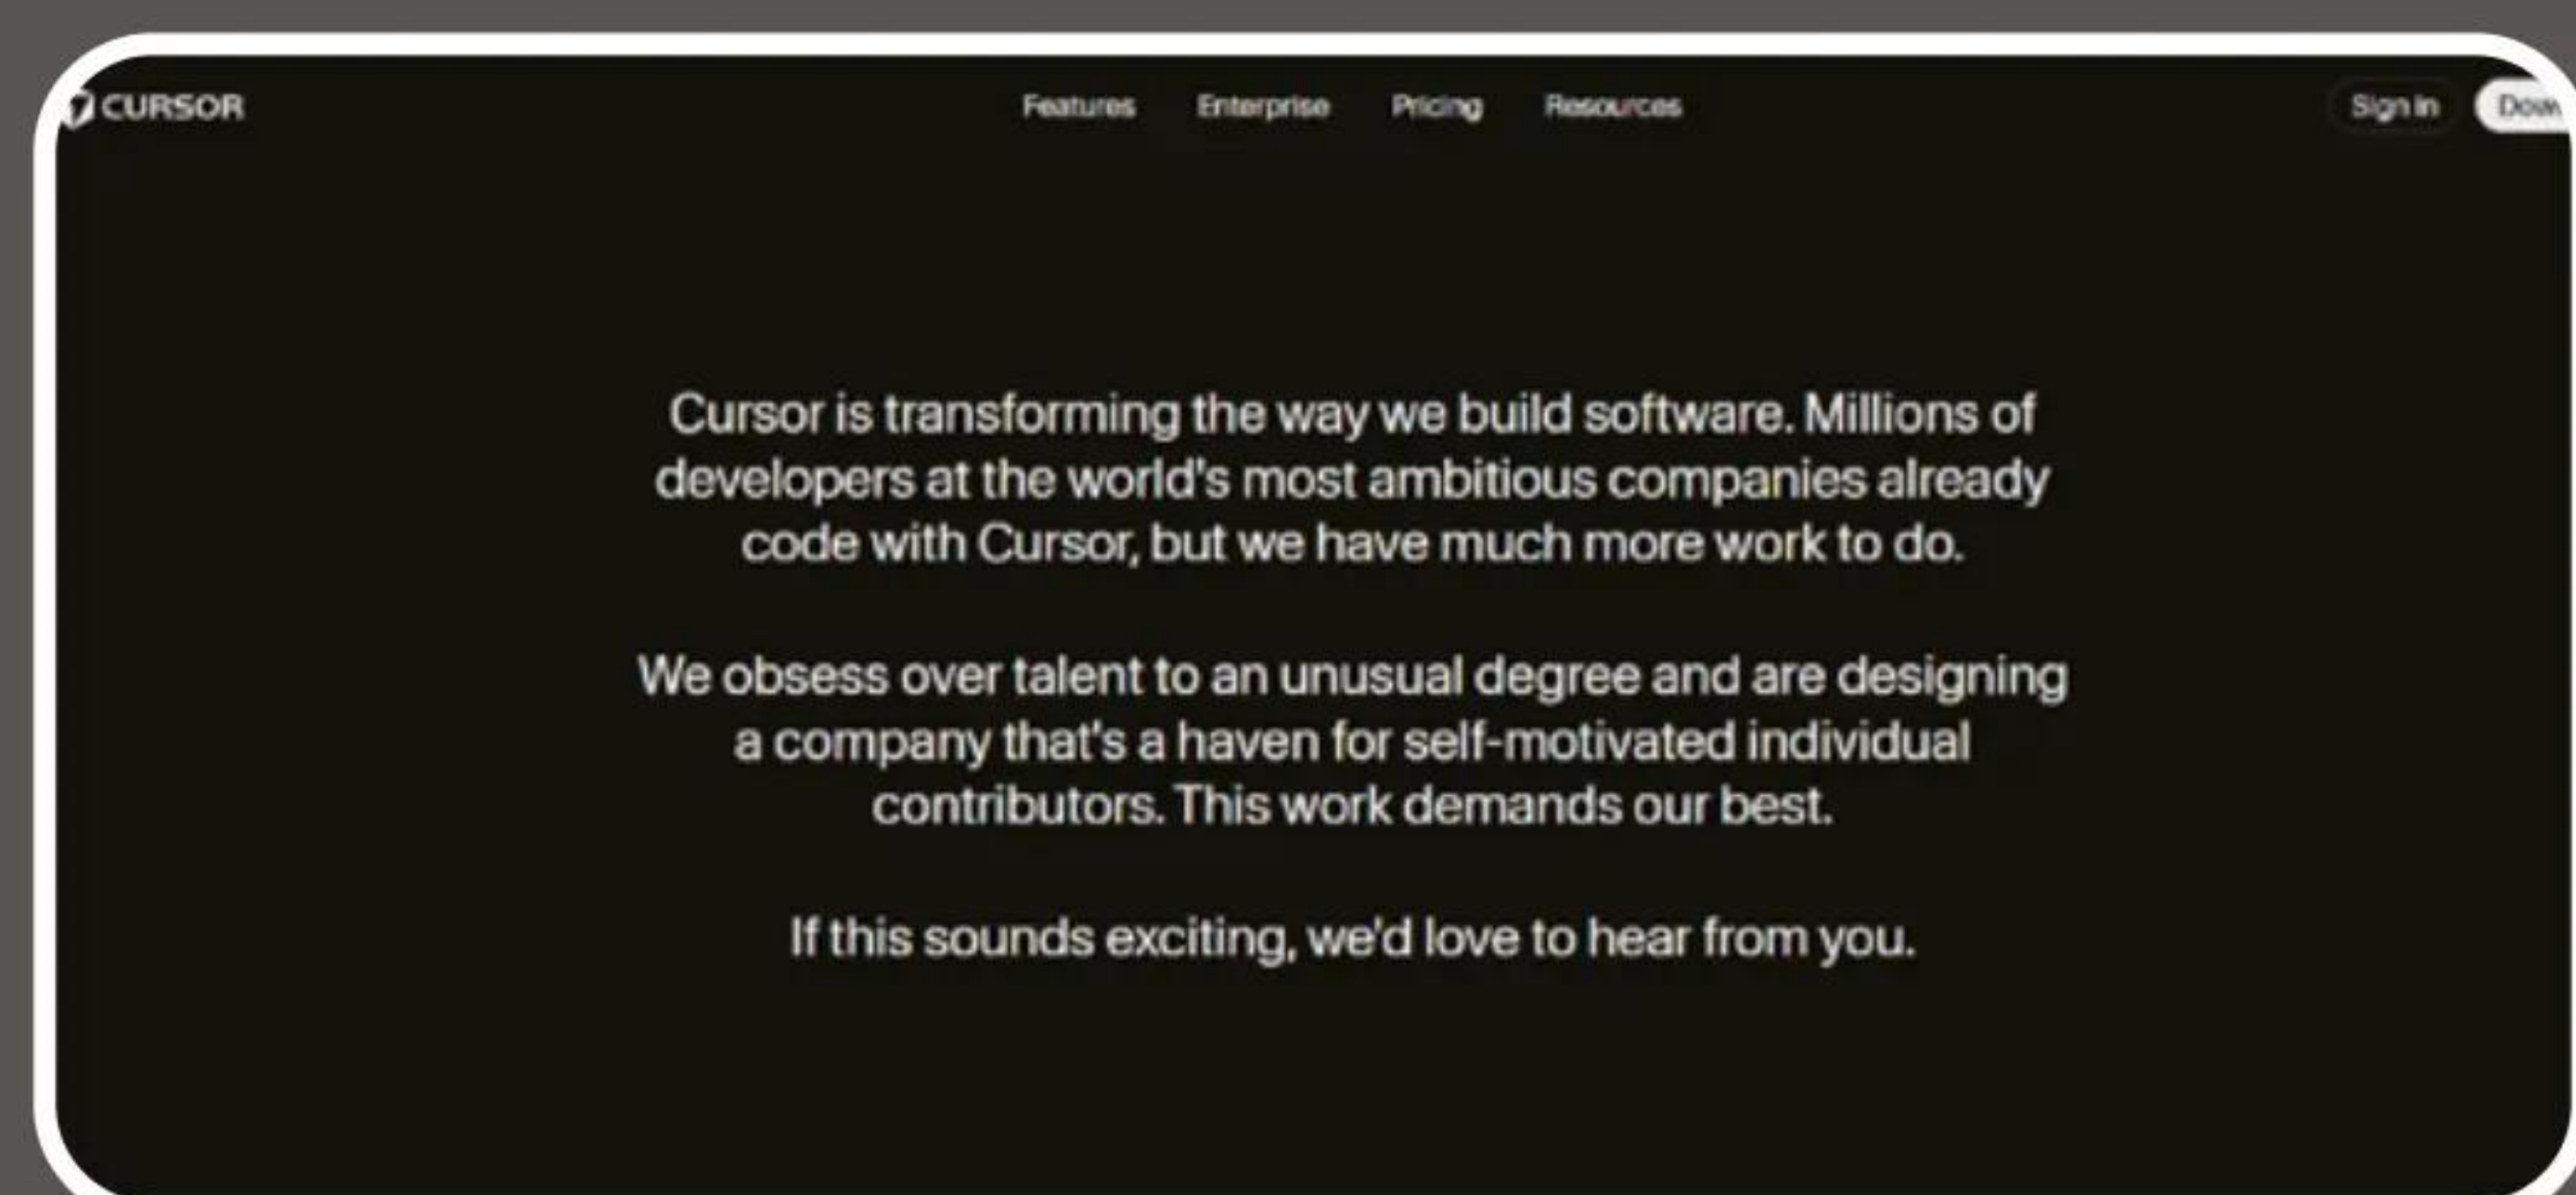 CURSOR
Features Enterprise Pricing Resources
Sign in
Cursor is transforming the way we build software. Millions of
developers at the world's most ambitious companies already
code with Cursor, but we have much more work to do.
We obsess over talent to an unusual degree and are designing
a company that's a haven for self-motivated individual
contributors. This work demands our best.
If this sounds exciting, we'd love to hear from you.